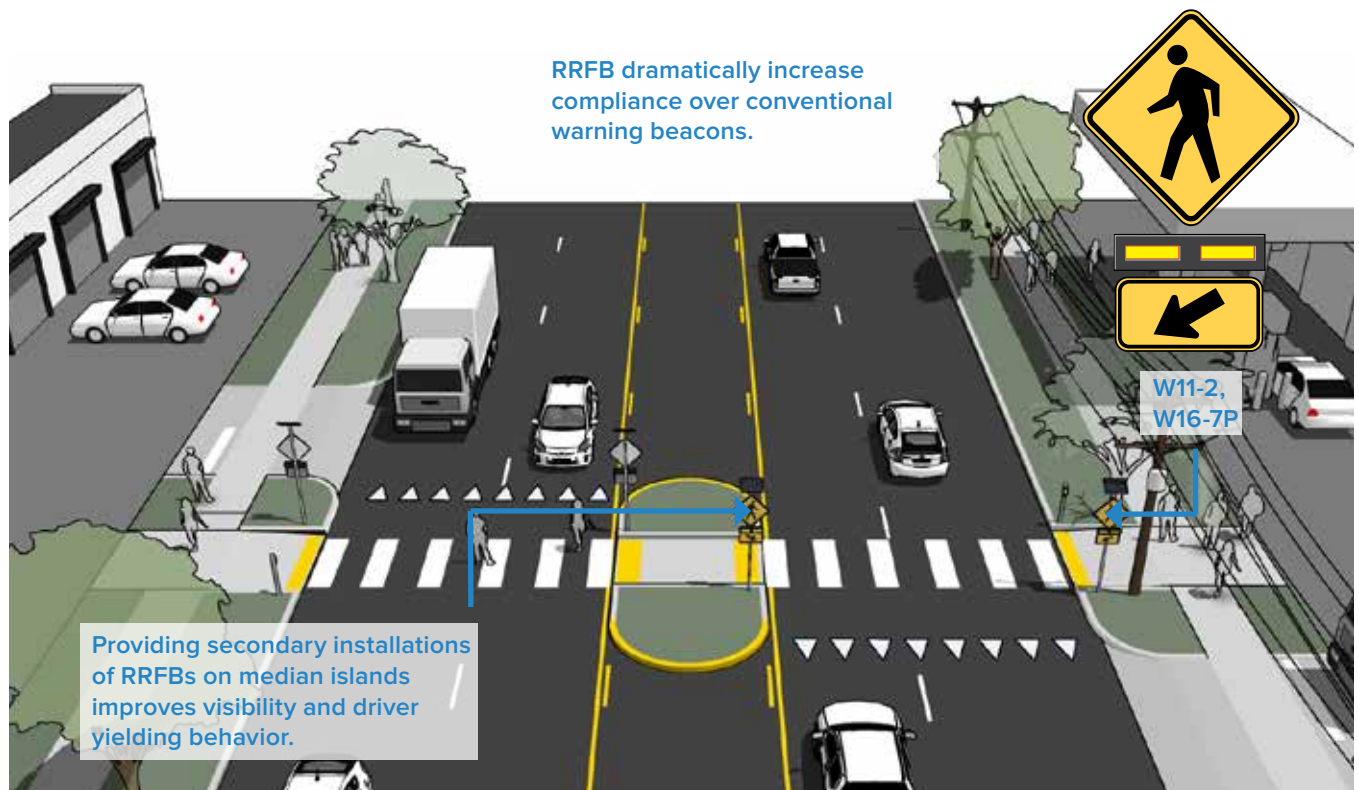 RRFB dramatically increase
compliance over conventional
warning beacons.
W11-2,
W16-7P
Providing secondary installations
of RRFBs on median islands
improves visibility and driver
yielding behavior.